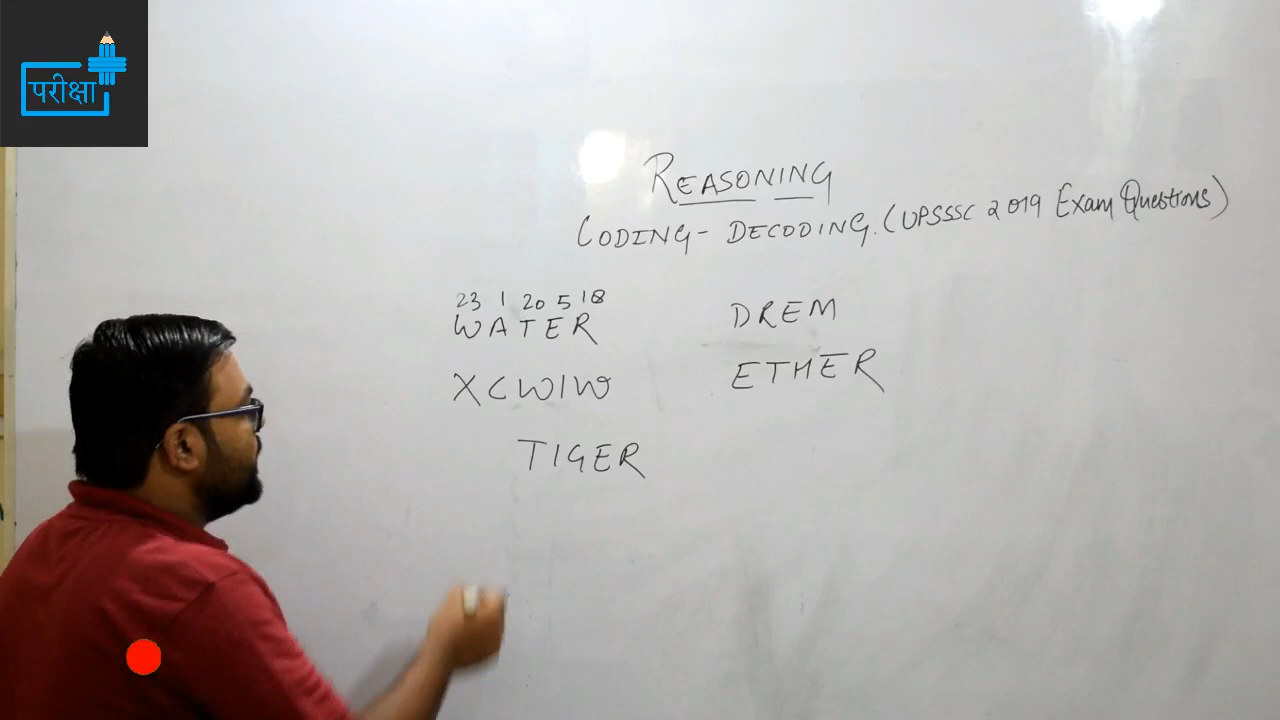 परीक्षा
REASONING
CODING- DECODING. (UPSSSC 2019 Exam Questions)
23 1 20 5 18
WATER
XCWIW
TIGER
DREM
ETHER